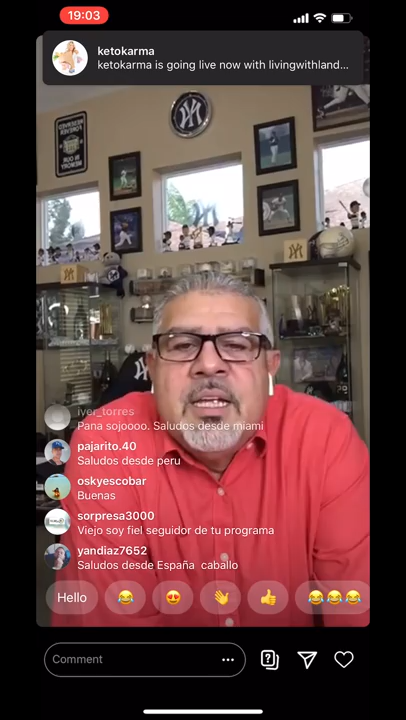 19:03
ketokarma
ketokarma is going live now with livingwithland...
FOREVER
iver_torres
Pana sojoooo. Saludos desde miami
pajarito.40
Saludos desde peru
oskyescobar
Buenas
sorpresa3000
Viejo soy fiel seguidor de tu programa
yandiaz7652
Saludos desde España caballo
Hello 😂 😍 👋 👍 😂😂😂
Comment